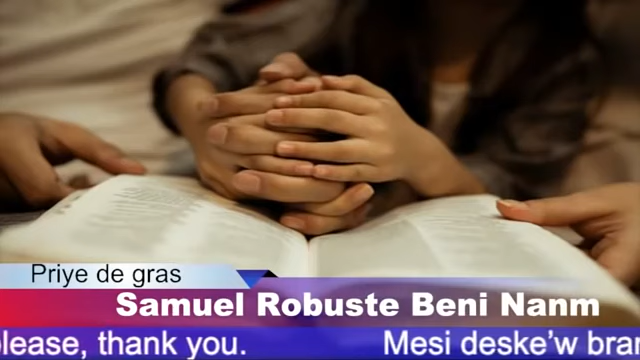 Priye de gras
Samuel Robuste Beni Nanm
please, thank you. Mesi deske'w bran